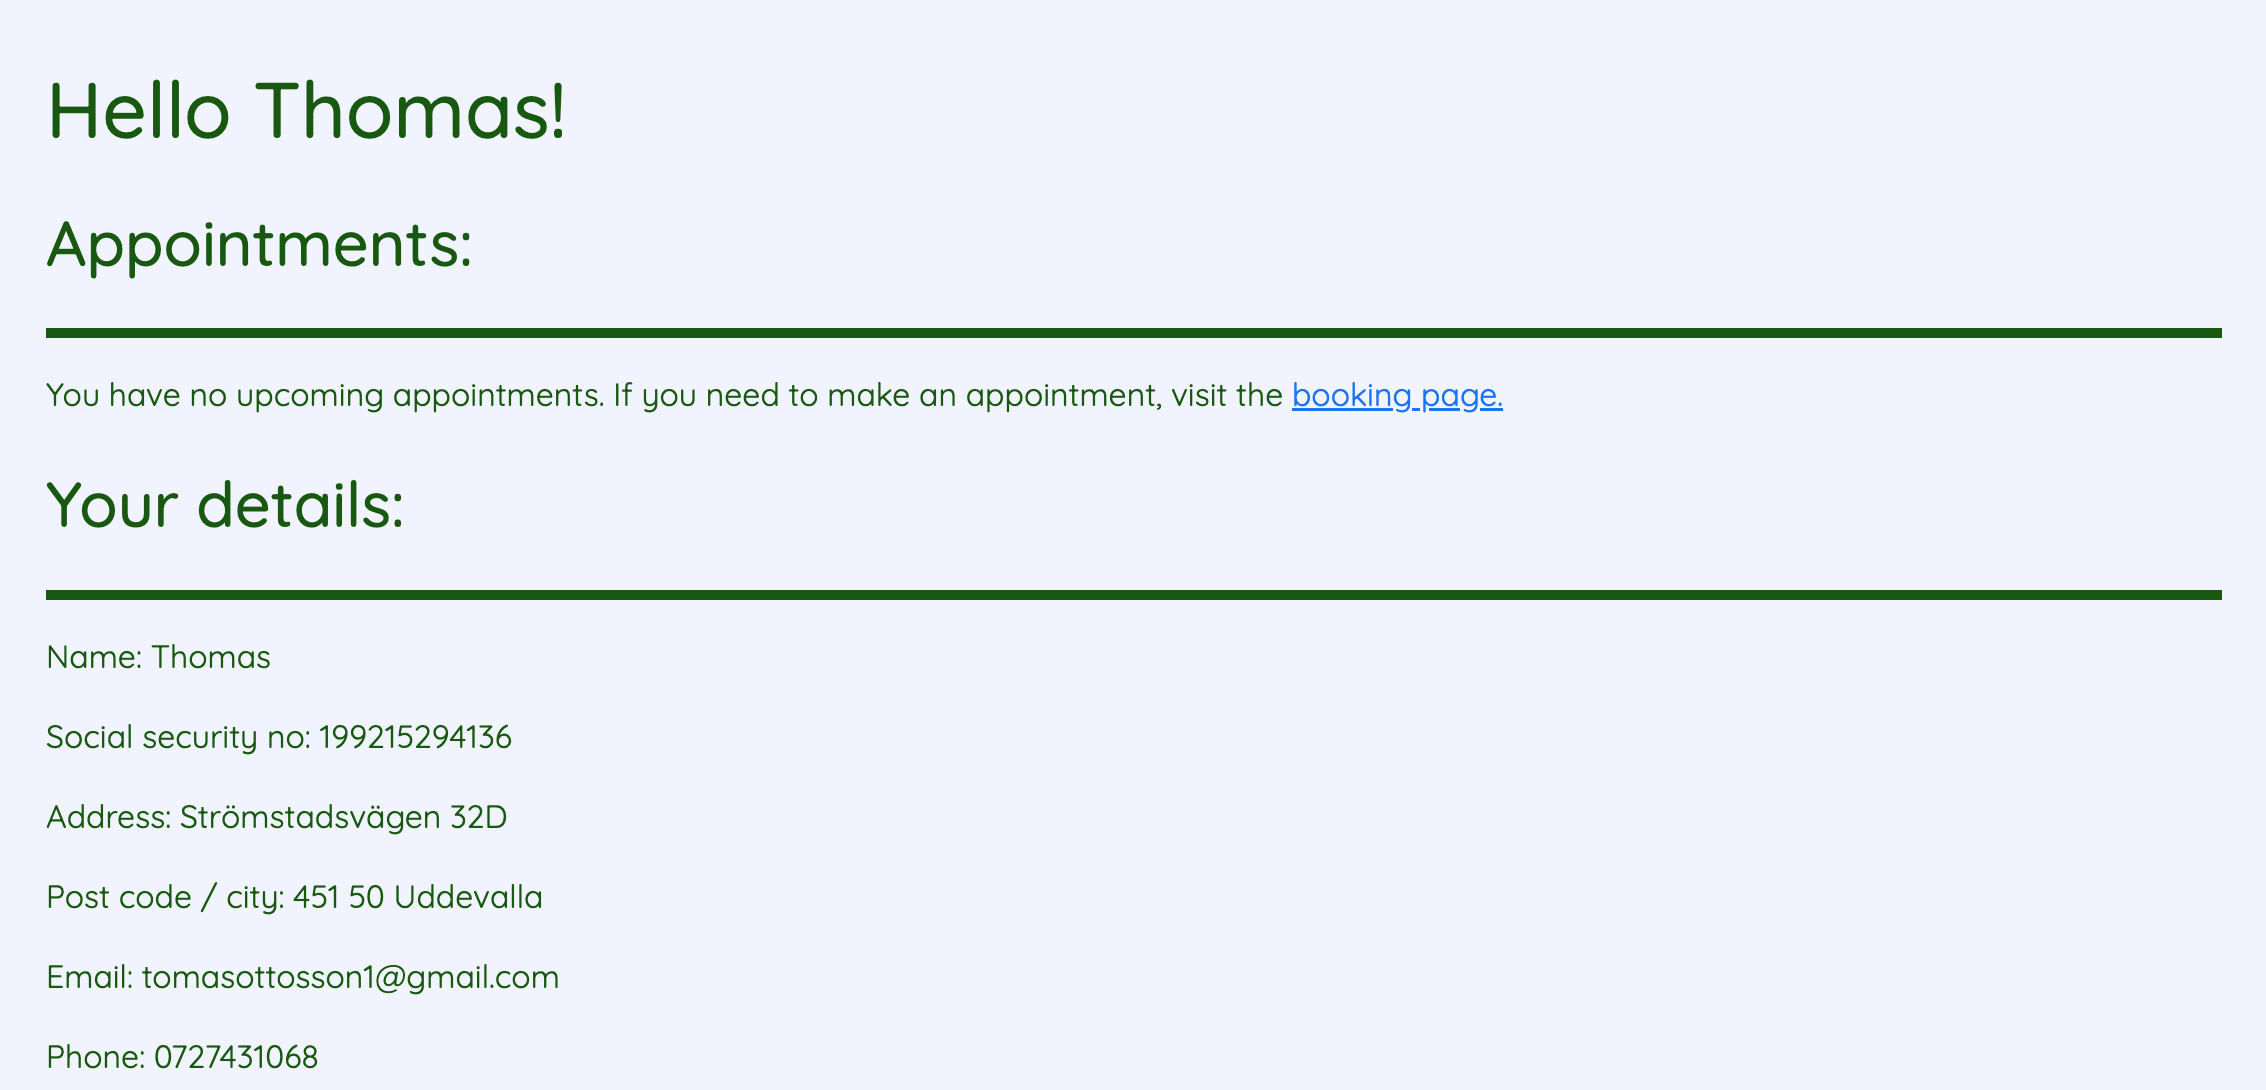 Hello Thomas!
Appointments:
You have no upcoming appointments. If you need to make an appointment, visit the booking page.
Your details:
Name: Thomas
Social security no: 199215294136
Address: Strömstadsvägen 32D
Post code / city: 451 50 Uddevalla
Email: tomasottosson1@gmail.com
Phone: 0727431068